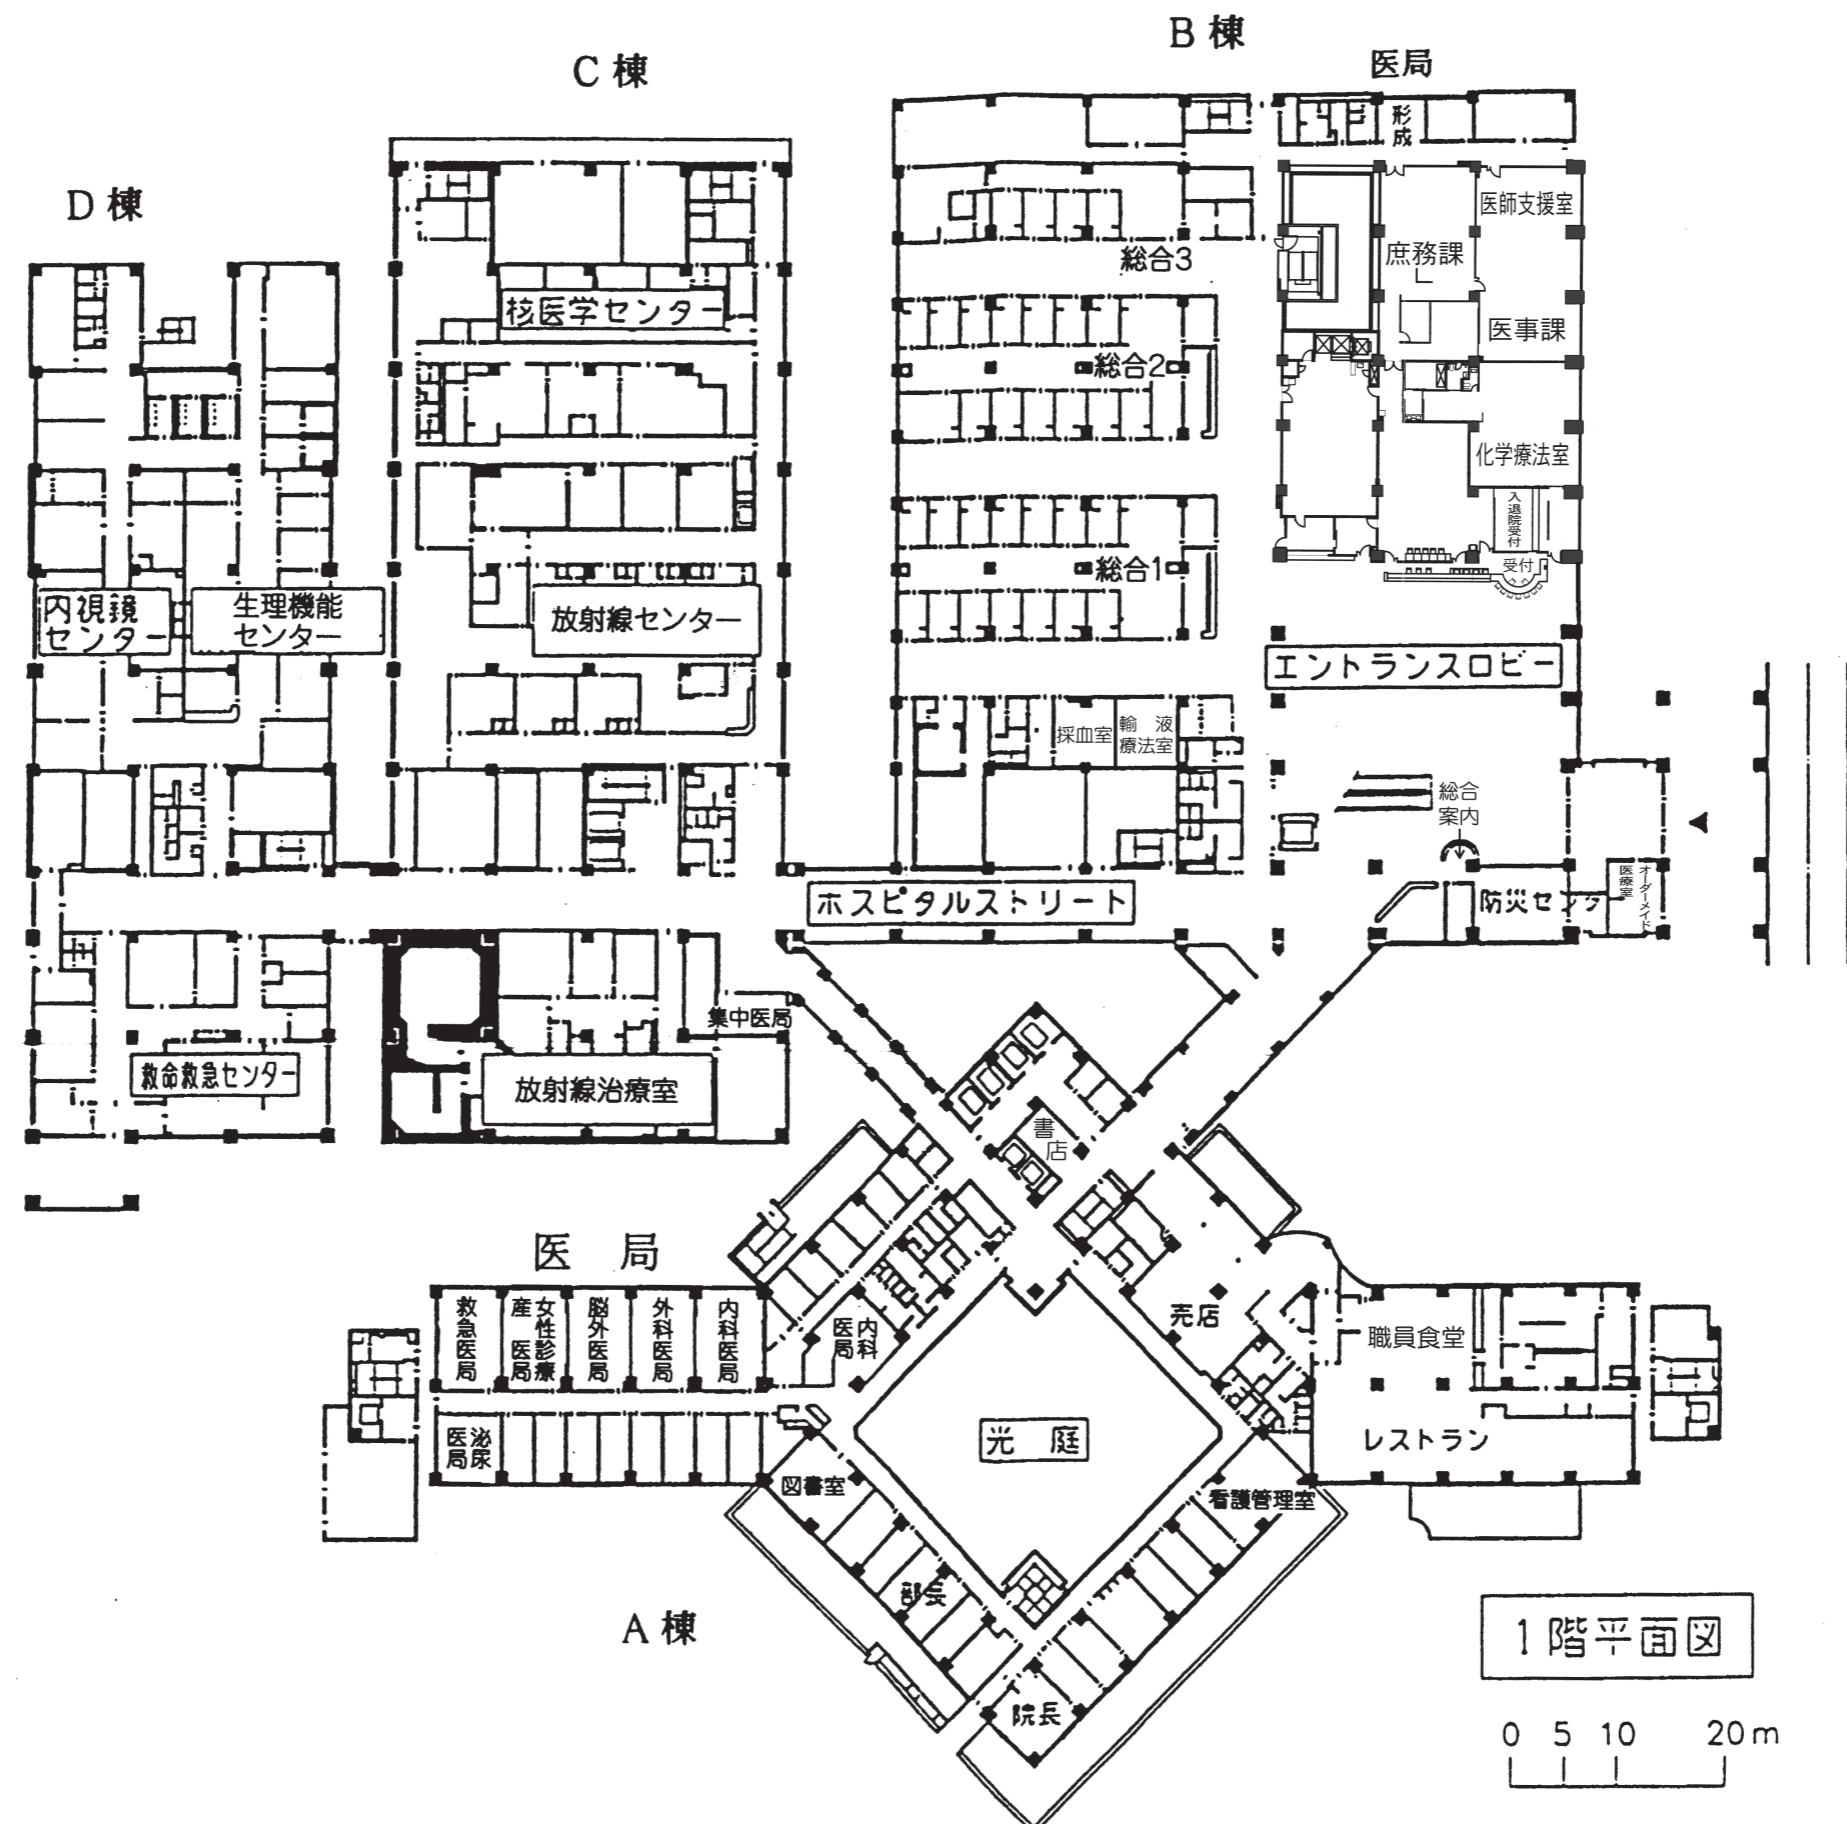 B棟
C棟
医局
D棟
形成
医師支援室
庶務課
総合3
核医学センター
医事課
総合2
化学療法室
入退院受付
受付
総合1
内視鏡
センター
生理機能
センター
放射線センター
エントランスロビー
採血室
輸液
療法室
総合
案内
ホスピタルストリート
防災センター
オーダーメイド
医療室
集中医局
救命救急センター
放射線治療室
書店
医局
救急医局
女性診療
産 医局
脳外医局
外科医局
内科医局
内科
医局
売店
職員食堂
泌尿
医局
光庭
レストラン
図書室
看護管理室
部長
A棟
院長
1階平面図
0 5 10 20m